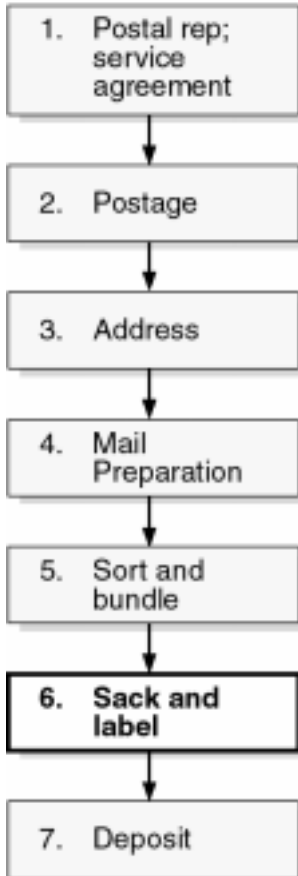 1. Postal rep;
service
agreement
2. Postage
3. Address
4. Mail
Preparation
5. Sort and
bundle
6. Sack and
label
7. Deposit